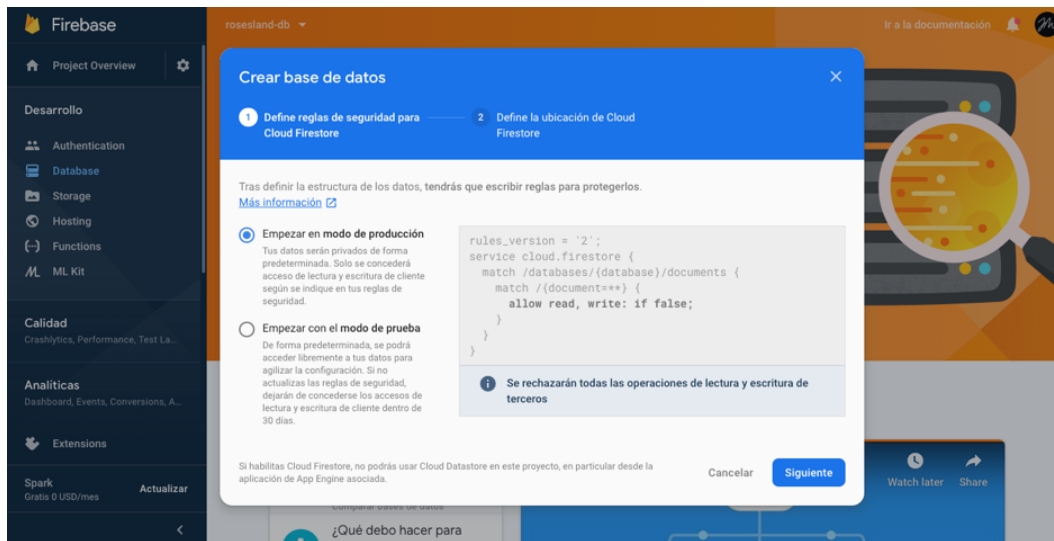 Firebase
rosesland-db
Ir a la documentación
Project Overview
Desarrollo
Authentication
Database
Storage
Hosting
Functions
ML Kit
Calidad
Crashlytics, Performance, Test La...
Analíticas
Dashboard, Events, Conversions, A...
Extensions
Spark
Gratis 0 USD/mes
Actualizar
Crear base de datos
1 Define reglas de seguridad para
Cloud Firestore
2 Define la ubicación de Cloud
Firestore
Tras definir la estructura de los datos, tendrás que escribir reglas para protegerlos.
Más información
Empezar en modo de producción
Tus datos serán privados de forma
predeterminada. Solo se concederá
acceso de lectura y escritura de cliente
según se indique en tus reglas de
seguridad.
Empezar con el modo de prueba
De forma predeterminada, se podrá
acceder libremente a tus datos para
agilizar la configuración. Si no
actualizas las reglas de seguridad,
dejarán de concederse los accesos de
lectura y escritura de cliente dentro de
30 días.
rules_version = '2';
service cloud.firestore {
match /databases/{database}/documents {
match /{document=**} {
allow read, write: if false;
}
}
}
Se rechazarán todas las operaciones de lectura y escritura de
terceros
Si habilitas Cloud Firestore, no podrás usar Cloud Datastore en este proyecto, en particular desde la
aplicación de App Engine asociada.
Cancelar
Siguiente
Watch later
Share
Comparar bases de datos
¿Qué debo hacer para